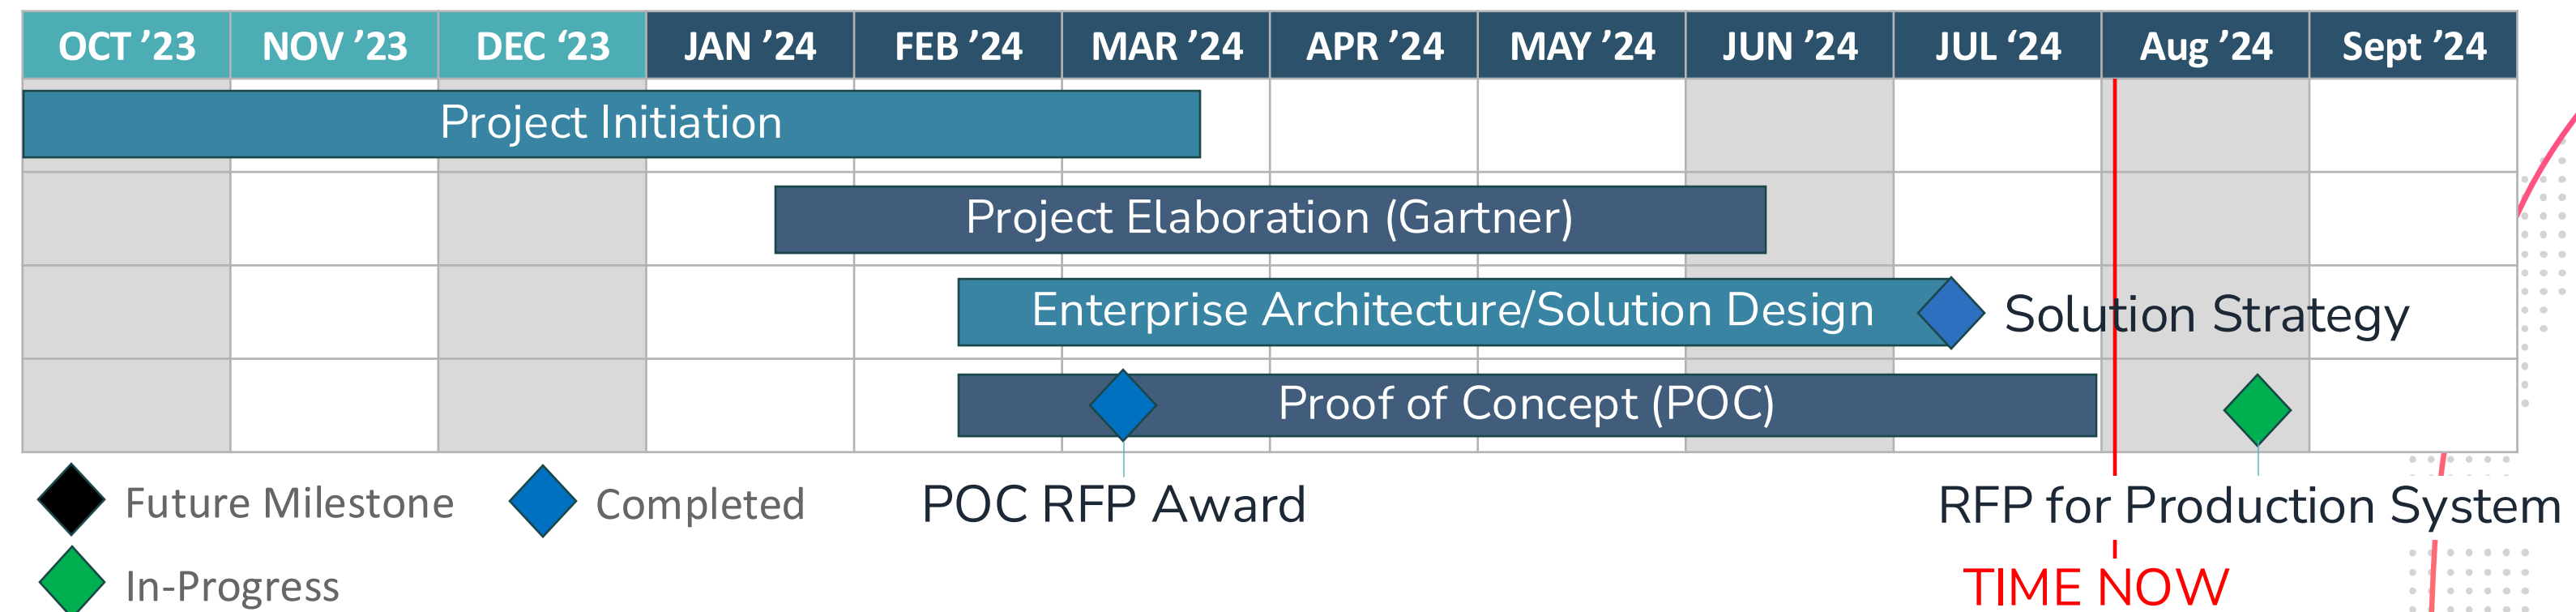 OCT ’23 NOV ’23 DEC ‘23 JAN ’24 FEB ’24 MAR ’24 APR ’24 MAY ’24 JUN ’24 JUL ‘24 Aug ’24 Sept ’24
Project Initiation
Project Elaboration (Gartner)
Enterprise Architecture/Solution Design Solution Strategy
Proof of Concept (POC)
Future Milestone Completed POC RFP Award RFP for Production System
In-Progress TIME NOW